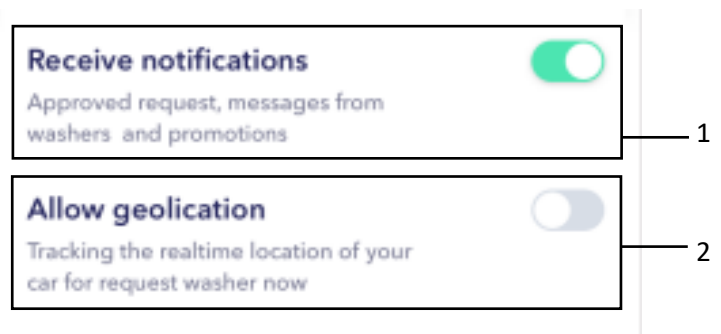 Receive notifications
Approved request, messages from
washers and promotions
1
Allow geolication
Tracking the realtime location of your
car for request washer now
2